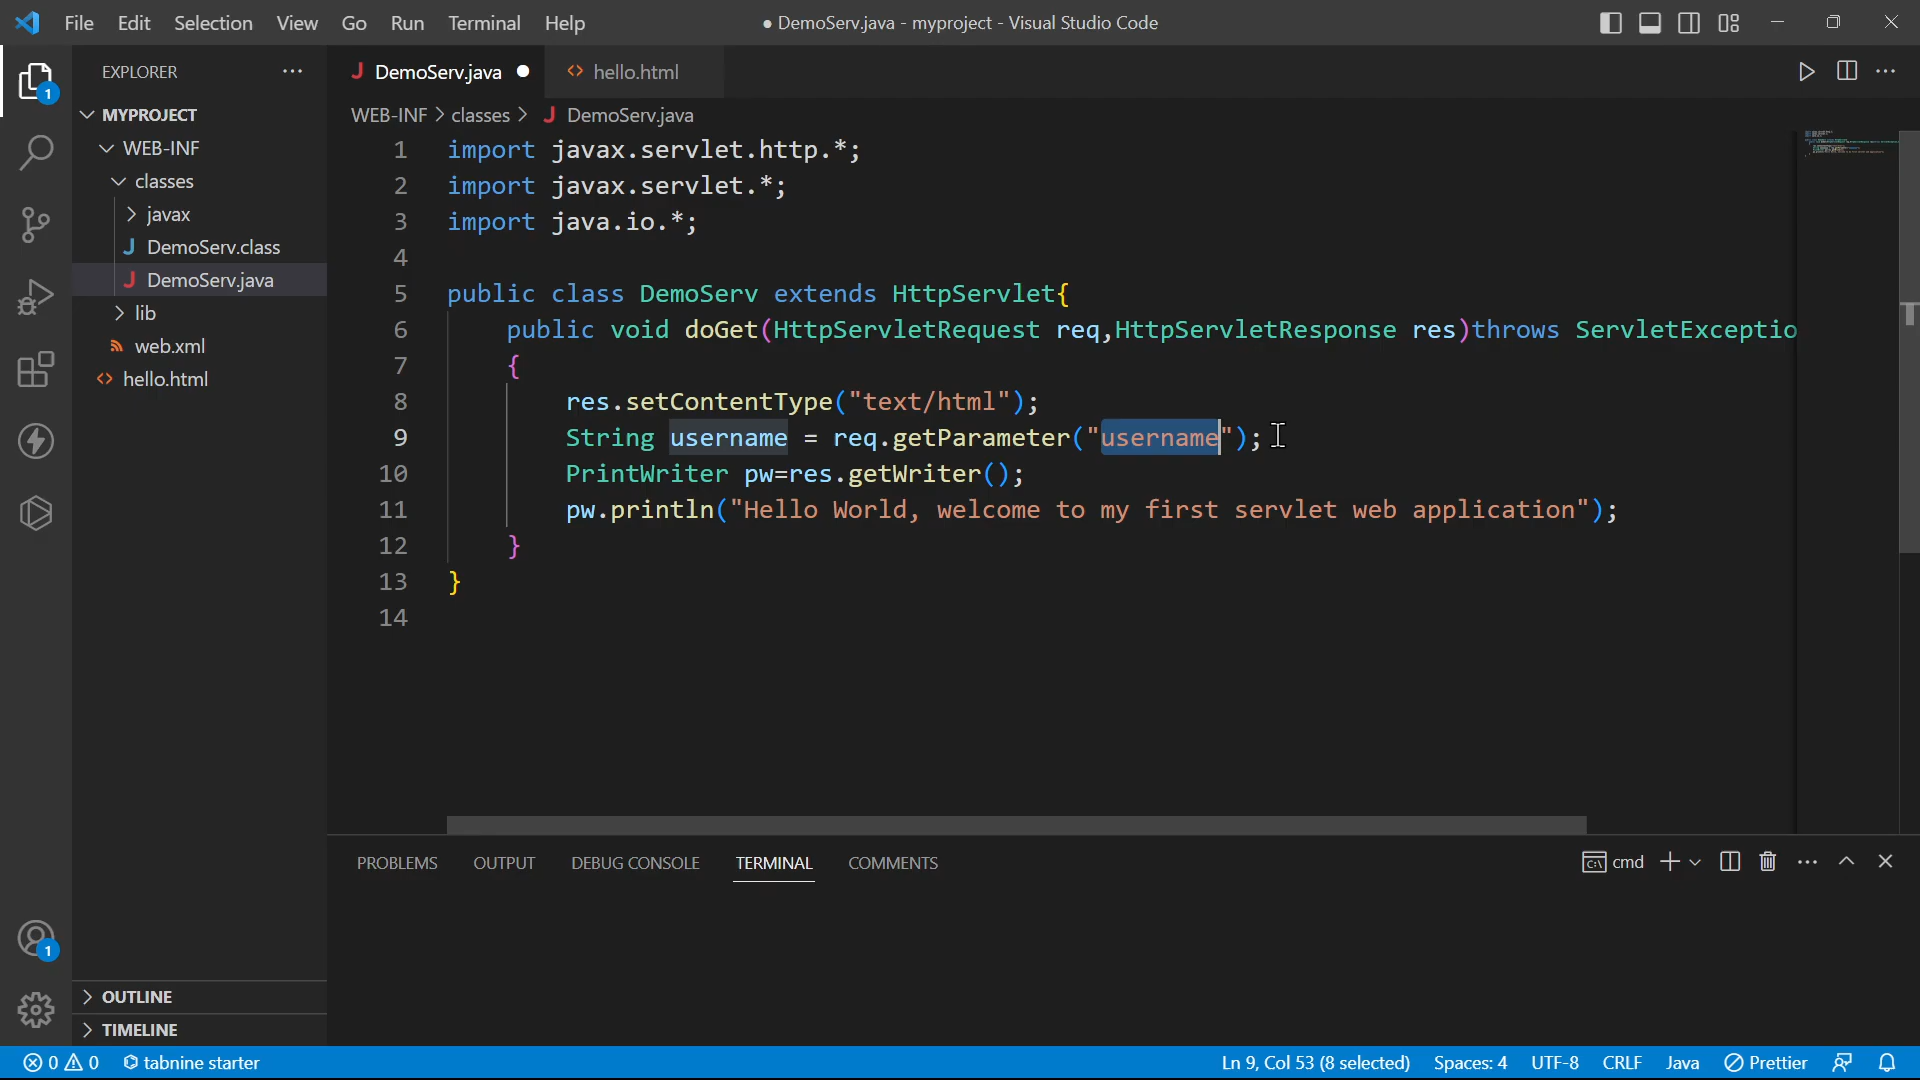 File Edit Selection View Go Run Terminal Help
● DemoServ.java - myproject - Visual Studio Code
EXPLORER
J DemoServ.java ●
<> hello.html
1
MYPROJECT
WEB-INF > classes > J DemoServ.java
WEB-INF
classes
javax
J DemoServ.class
J DemoServ.java
lib
web.xml
<> hello.html
1 import javax.servlet.http.*;
2 import javax.servlet.*;
3 import java.io.*;
4
5 public class DemoServ extends HttpServlet{
6 public void doGet(HttpServletRequest req,HttpServletResponse res)throws ServletExceptio
7 {
8 res.setContentType("text/html");
9 String username = req.getParameter("username");
10 PrintWriter pw=res.getWriter();
11 pw.println("Hello World, welcome to my first servlet web application");
12 }
13 }
14
PROBLEMS OUTPUT DEBUG CONSOLE TERMINAL COMMENTS
cmd
1
OUTLINE
TIMELINE
0 0 tabnine starter
Ln 9, Col 53 (8 selected) Spaces: 4 UTF-8 CRLF Java Prettier